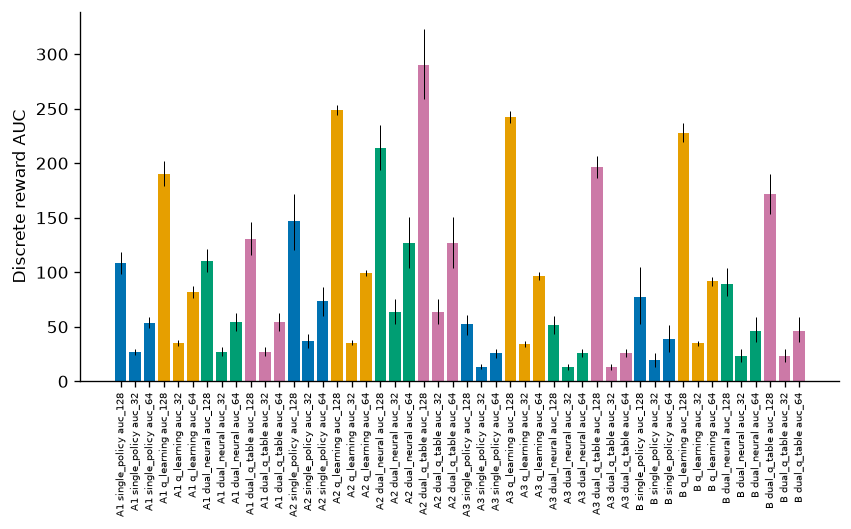 Discrete reward AUC
350
300
250
200
150
100
50
0
A1 single_policy auc_128
A1 single_policy auc_32
A1 single_policy auc_64
A1 q_learning auc_128
A1 q_learning auc_32
A1 q_learning auc_64
A1 dual_neural auc_128
A1 dual_neural auc_32
A1 dual_neural auc_64
A1 dual_q_table auc_128
A1 dual_q_table auc_32
A1 dual_q_table auc_64
A2 single_policy auc_128
A2 single_policy auc_32
A2 single_policy auc_64
A2 q_learning auc_128
A2 q_learning auc_32
A2 q_learning auc_64
A2 dual_neural auc_128
A2 dual_neural auc_32
A2 dual_neural auc_64
A2 dual_q_table auc_128
A2 dual_q_table auc_32
A2 dual_q_table auc_64
A3 single_policy auc_128
A3 single_policy auc_32
A3 single_policy auc_64
A3 q_learning auc_128
A3 q_learning auc_32
A3 q_learning auc_64
A3 dual_neural auc_128
A3 dual_neural auc_32
A3 dual_neural auc_64
A3 dual_q_table auc_128
A3 dual_q_table auc_32
A3 dual_q_table auc_64
B single_policy auc_128
B single_policy auc_32
B single_policy auc_64
B q_learning auc_128
B q_learning auc_32
B q_learning auc_64
B dual_neural auc_128
B dual_neural auc_32
B dual_neural auc_64
B dual_q_table auc_128
B dual_q_table auc_32
B dual_q_table auc_64